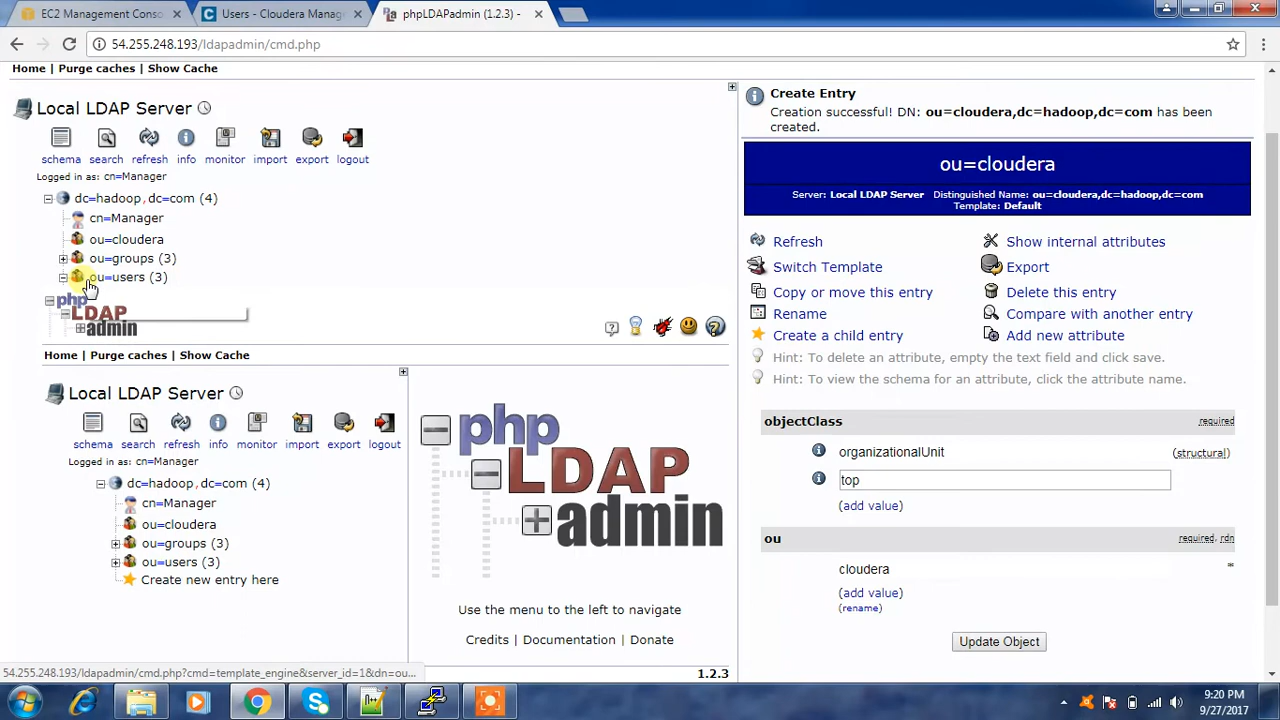 EC2 Management Conso
Users - Cloudera Manage
phpLDAPadmin (1.2.3) -
54.255.248.193/ldapadmin/cmd.php
Home | Purge caches | Show Cache
Local LDAP Server
schema search refresh info monitor import export logout
Logged in as: cn=Manager
dc=hadoop,dc=com (4)
cn=Manager
ou=cloudera
ou=groups (3)
ou=users (3)
php
LDAP
admin
Home | Purge caches | Show Cache
Local LDAP Server
schema search refresh info monitor import export logout
Logged in as: cn=Manager
dc=hadoop,dc=com (4)
cn=Manager
ou=cloudera
ou=groups (3)
ou=users (3)
Create new entry here
php
LDAP
admin
Use the menu to the left to navigate
Credits | Documentation | Donate
1.2.3
Create Entry
Creation successful! DN: ou=cloudera,dc=hadoop,dc=com has been
created.
ou=cloudera
Server: Local LDAP Server Distinguished Name: ou=cloudera,dc=hadoop,dc=com
Template: Default
Refresh Show internal attributes
Switch Template Export
Copy or move this entry Delete this entry
Rename Compare with another entry
Create a child entry Add new attribute
Hint: To delete an attribute, empty the text field and click save.
Hint: To view the schema for an attribute, click the attribute name.
objectClass required
organizationalUnit (structural)
top
(add value)
ou required, rdn
cloudera *
(add value)
(rename)
Update Object
54.255.248.193/ldapadmin/cmd.php?cmd=template_engine&server_id=1&dn=ou...
9:20 PM
9/27/2017